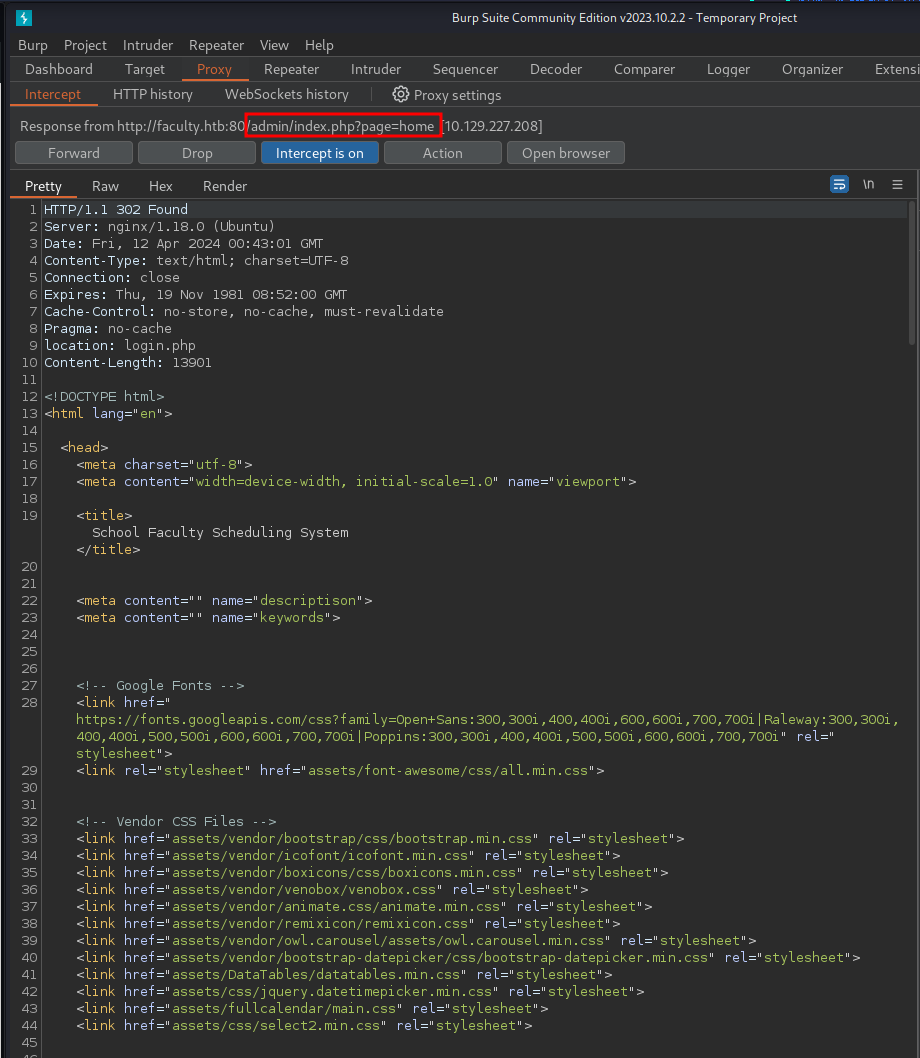 Burp Suite Community Edition v2023.10.2.2 - Temporary Project
Burp Project Intruder Repeater View Help
Dashboard Target Proxy Repeater Intruder Sequencer Decoder Comparer Logger Organizer Extensi
Intercept HTTP history WebSockets history Proxy settings
Response from http://faculty.htb:80/admin/index.php?page=home [10.129.227.208]
Forward Drop Intercept is on Action Open browser
Pretty Raw Hex Render \n
1 HTTP/1.1 302 Found
2 Server: nginx/1.18.0 (Ubuntu)
3 Date: Fri, 12 Apr 2024 00:43:01 GMT
4 Content-Type: text/html; charset=UTF-8
5 Connection: close
6 Expires: Thu, 19 Nov 1981 08:52:00 GMT
7 Cache-Control: no-store, no-cache, must-revalidate
8 Pragma: no-cache
9 location: login.php
10 Content-Length: 13901
11
12 <!DOCTYPE html>
13 <html lang="en">
14
15 <head>
16 <meta charset="utf-8">
17 <meta content="width=device-width, initial-scale=1.0" name="viewport">
18
19 <title>
School Faculty Scheduling System
</title>
20
21
22 <meta content="" name="descriptison">
23 <meta content="" name="keywords">
24
25
26
27 <!-- Google Fonts -->
28 <link href="
https://fonts.googleapis.com/css?family=Open+Sans:300,300i,400,400i,600,600i,700,700i|Raleway:300,300i,
400,400i,500,500i,600,600i,700,700i|Poppins:300,300i,400,400i,500,500i,600,600i,700,700i" rel="
stylesheet">
29 <link rel="stylesheet" href="assets/font-awesome/css/all.min.css">
30
31
32 <!-- Vendor CSS Files -->
33 <link href="assets/vendor/bootstrap/css/bootstrap.min.css" rel="stylesheet">
34 <link href="assets/vendor/icofont/icofont.min.css" rel="stylesheet">
35 <link href="assets/vendor/boxicons/css/boxicons.min.css" rel="stylesheet">
36 <link href="assets/vendor/venobox/venobox.css" rel="stylesheet">
37 <link href="assets/vendor/animate.css/animate.min.css" rel="stylesheet">
38 <link href="assets/vendor/remixicon/remixicon.css" rel="stylesheet">
39 <link href="assets/vendor/owl.carousel/assets/owl.carousel.min.css" rel="stylesheet">
40 <link href="assets/vendor/bootstrap-datepicker/css/bootstrap-datepicker.min.css" rel="stylesheet">
41 <link href="assets/DataTables/datatables.min.css" rel="stylesheet">
42 <link href="assets/css/jquery.datetimepicker.min.css" rel="stylesheet">
43 <link href="assets/fullcalendar/main.css" rel="stylesheet">
44 <link href="assets/css/select2.min.css" rel="stylesheet">
45